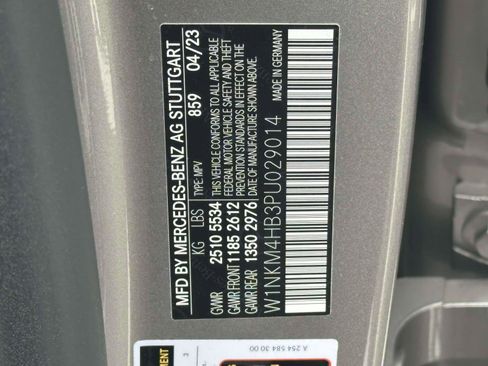 MFD BY MERCEDES-BENZ AG STUTTGART
859 04/23
KG LBS TYPE: MPV
GVWR 2510 5534
GAWR FRONT 1185 2612
GAWR REAR 1350 2976
THIS VEHICLE CONFORMS TO ALL APPLICABLE
FEDERAL MOTOR VEHICLE SAFETY AND THEFT
PREVENTION STANDARDS IN EFFECT ON THE DATE OF
MANUFACTURE SHOWN ABOVE.
W1NKM4HB3PU029014
MADE IN GERMANY
A 254 584 30 00
3